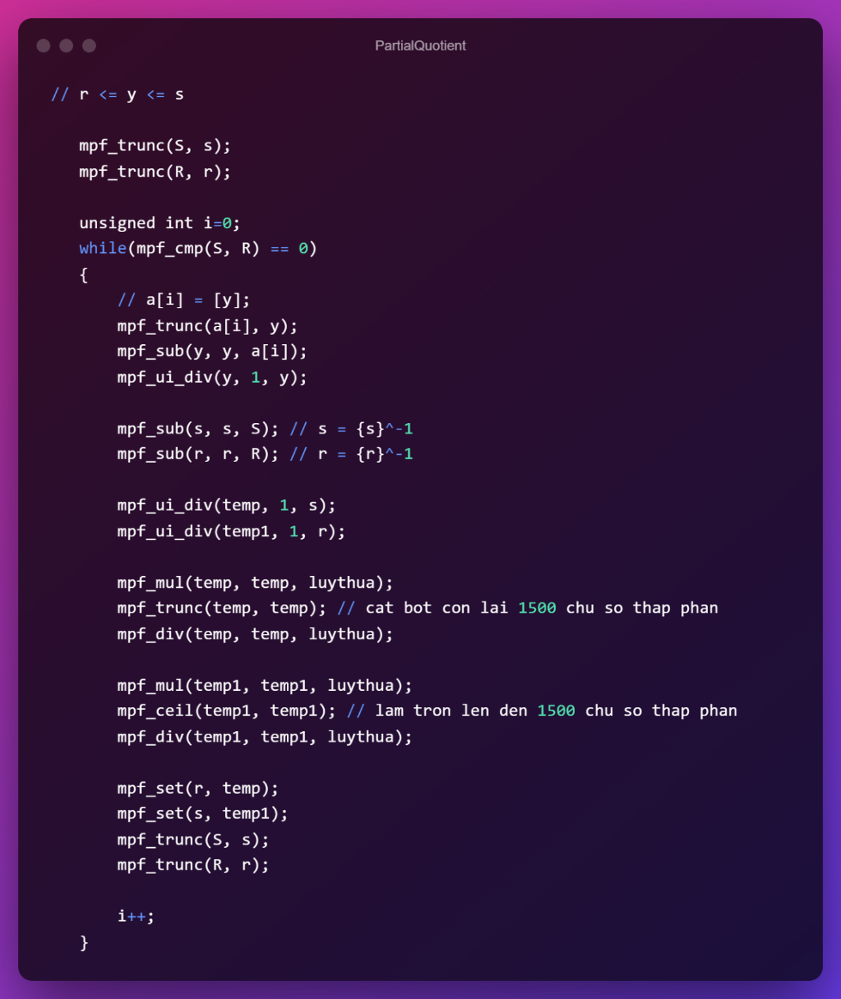 PartialQuotient
// r <= y <= s
mpf_trunc(S, s);
mpf_trunc(R, r);
unsigned int i=0;
while(mpf_cmp(S, R) == 0)
{
// a[i] = [y];
mpf_trunc(a[i], y);
mpf_sub(y, y, a[i]);
mpf_ui_div(y, 1, y);
mpf_sub(s, s, S); // s = {s}^-1
mpf_sub(r, r, R); // r = {r}^-1
mpf_ui_div(temp, 1, s);
mpf_ui_div(temp1, 1, r);
mpf_mul(temp, temp, luythua);
mpf_trunc(temp, temp); // cat bot con lai 1500 chu so thap phan
mpf_div(temp, temp, luythua);
mpf_mul(temp1, temp1, luythua);
mpf_ceil(temp1, temp1); // lam tron len den 1500 chu so thap phan
mpf_div(temp1, temp1, luythua);
mpf_set(r, temp);
mpf_set(s, temp1);
mpf_trunc(S, s);
mpf_trunc(R, r);
i++;
}